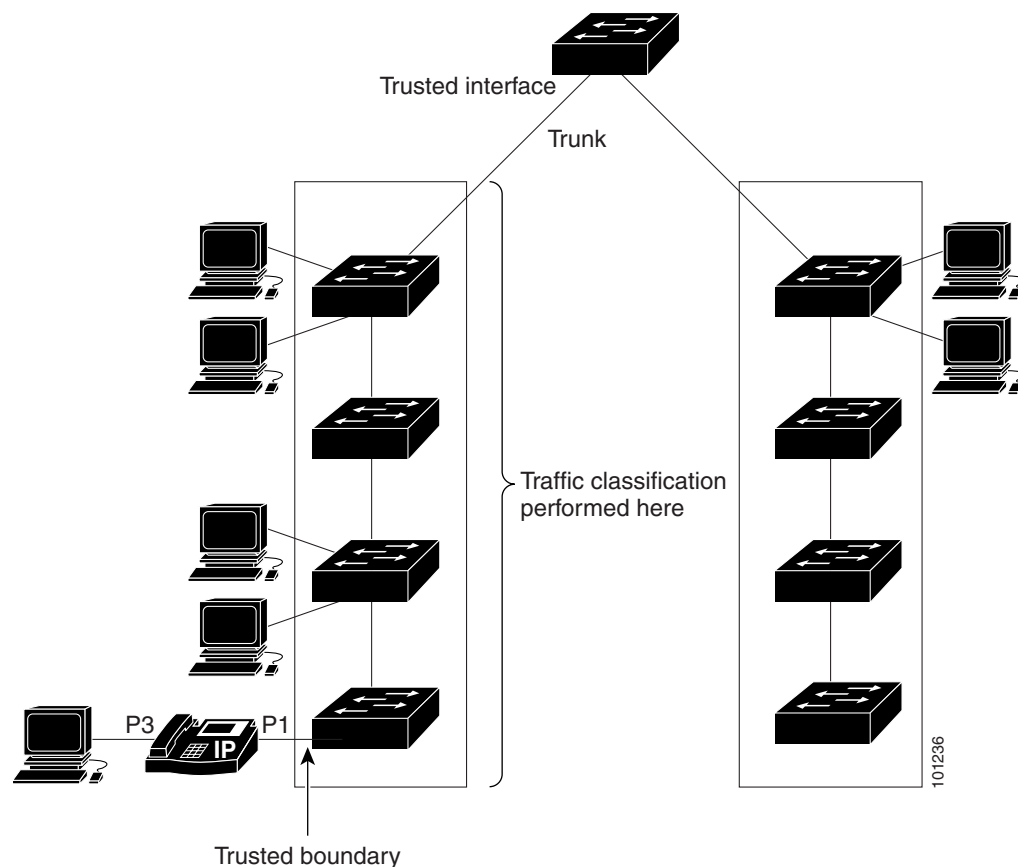 Trusted interface
Trunk
Traffic classification
performed here
P3
IP
P1
101236
Trusted boundary